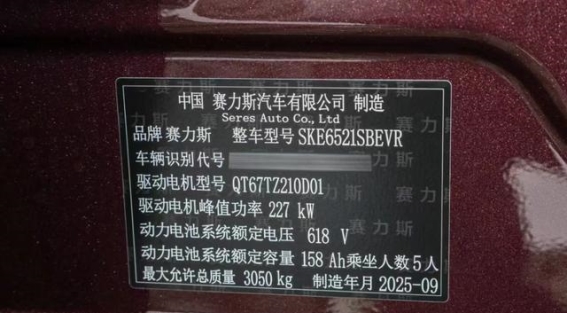 中国 赛力斯汽车有限公司 制造
Seres Auto Co., Ltd
品牌 赛力斯 整车型号 SKE6521SBEVR
车辆识别代号
驱动电机型号 QT67TZ210D01
驱动电机峰值功率 227 kW
动力电池系统额定电压 618 V
动力电池系统额定容量 158 Ah 乘坐人数 5 人
最大允许总质量 3050 kg 制造年月 2025-09